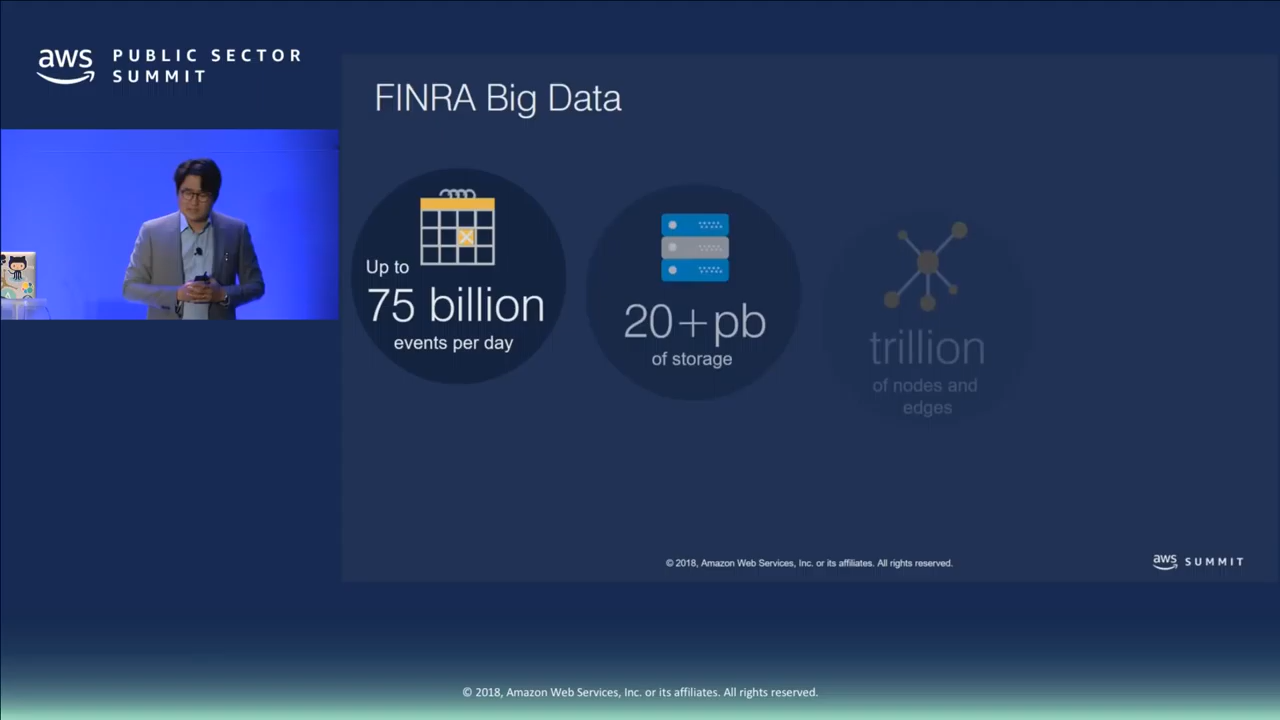 aws
PUBLIC SECTOR
SUMMIT
FINRA Big Data
Up to
75 billion
events per day
20+pb
of storage
trillion
of nodes and
edges
© 2018, Amazon Web Services, Inc. or its affiliates. All rights reserved.
aws SUMMIT
© 2018, Amazon Web Services, Inc. or its affiliates. All rights reserved.